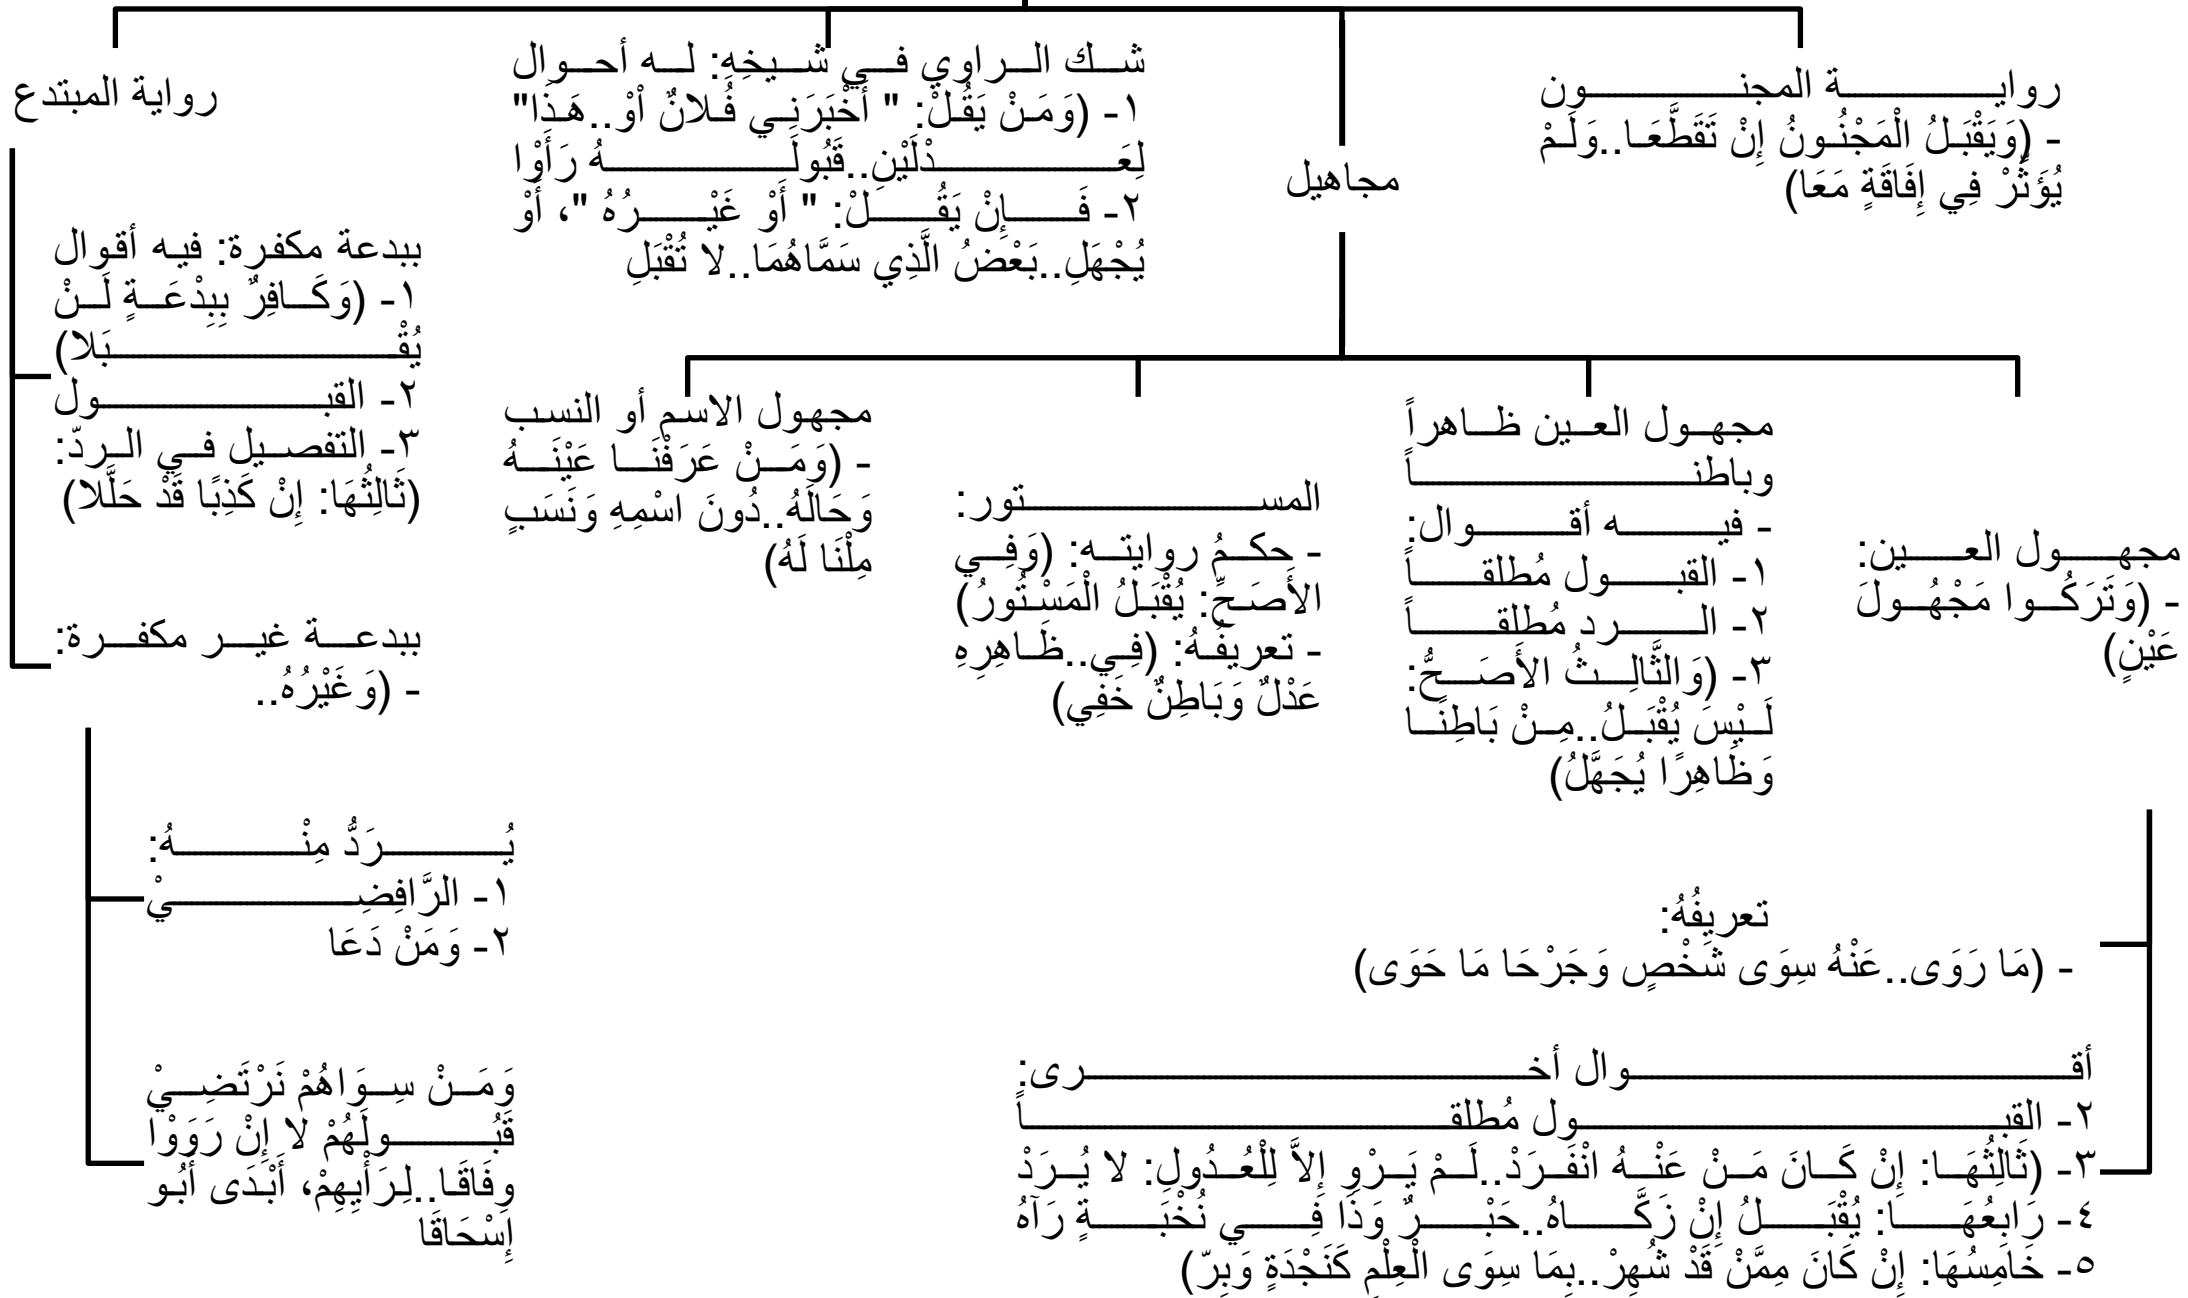 رواية المجنون
- (وَيَقْبَلُ الْمَجْنُونُ إِنْ تَقَطَّعَا..وَلَمْ
يُؤَثِّرْ فِي إِفَاقَةٍ مَعَا)
مجاهيل
شك الراوي في شيخِهِ: له أحوال
١- (وَمَنْ يَقُلْ: " أَخْبَرَنِي فُلانٌ أوْ..هَذَا"
لِعَدْلَيْنِ..قَبُولَهُ رَأَوْا
٢- فَإِنْ يَقُلْ: " أَوْ غَيْرُهُ "، أَوْ
يُجْهَلِ..بَعْضُ الَّذِي سَمَّاهُمَا..لا تُقْبَلِ
رواية المبتدع
مجهول العين:
- (وَتَرَكُوا مَجْهُولَ
عَيْنٍ)
مجهول العين ظاهراً
وباطناً
- فيه أقوال:
١- القبول مُطلقاً
٢- الرد مُطلقاً
٣- (وَالثَّالِثُ الأَصَحُّ:
لَيْسَ يُقْبَلُ..مِنْ بَاطِنًا
وَظَاهِرًا يُجَهَّلُ)
المستور:
- حكمُ روايته: (وَفِي
الأَصَحِّ: يُقْبَلُ الْمَسْتُورُ)
- تعريفُهُ: (فِي..ظَاهِرِهِ
عَدْلٌ وَبَاطِنٌ خَفِي)
مجهول الاسم أو النسب
- (وَمَنْ عَرَفْنَا عَيْنَهُ
وَحَالَهُ..دُونَ اسْمِهِ وَنَسَبٍ
مِلْنَا لَهُ)
ببدعة مكفرة: فيه أقوال
١- (وَكَافِرٌ بِبِدْعَةٍ لَنْ
يُقْبَلا)
٢- القبول
٣- التفصيل في الردّ:
(ثَالِثُهَا: إِنْ كَذِبًا قَدْ حَلَّلا)
ببدعة غير مكفرة:
- (وَغَيْرُهُ..
يُرَدُّ مِنْهُ:
١- الرَّافِضِيْ
٢- وَمَنْ دَعَا
وَمَنْ سِوَاهُمْ نَرْتَضِيْ
قَبُولَهُمْ لا إِنْ رَوَوْا
وِفَاقَا..لِرَأْيِهِمْ، أَبْدَى أَبُو
إِسْحَاقَا
تعريفُهُ:
- (مَا رَوَى..عَنْهُ سِوَى شَخْصٍ وَجَرْحَا مَا حَوَى)
أقوال أخرى:
٢- القبول مُطلقاً
٣- (ثَالِثُهَا: إِنْ كَانَ مَنْ عَنْهُ انْفَرَدْ..لَمْ يَرْوِ إِلاَّ لِلْعُدُولِ: لا يُرَدْ
٤- رَابِعُهَا: يُقْبَلُ إِنْ زَكَّاهُ..حَبْرٌ وَذَا فِي نُخْبَةٍ رَآهُ
٥- خَامِسُهَا: إِنْ كَانَ مِمَّنْ قَدْ شُهِرْ..بِمَا سِوَى الْعِلْمِ كَنَجْدَةٍ وَبِرّ)